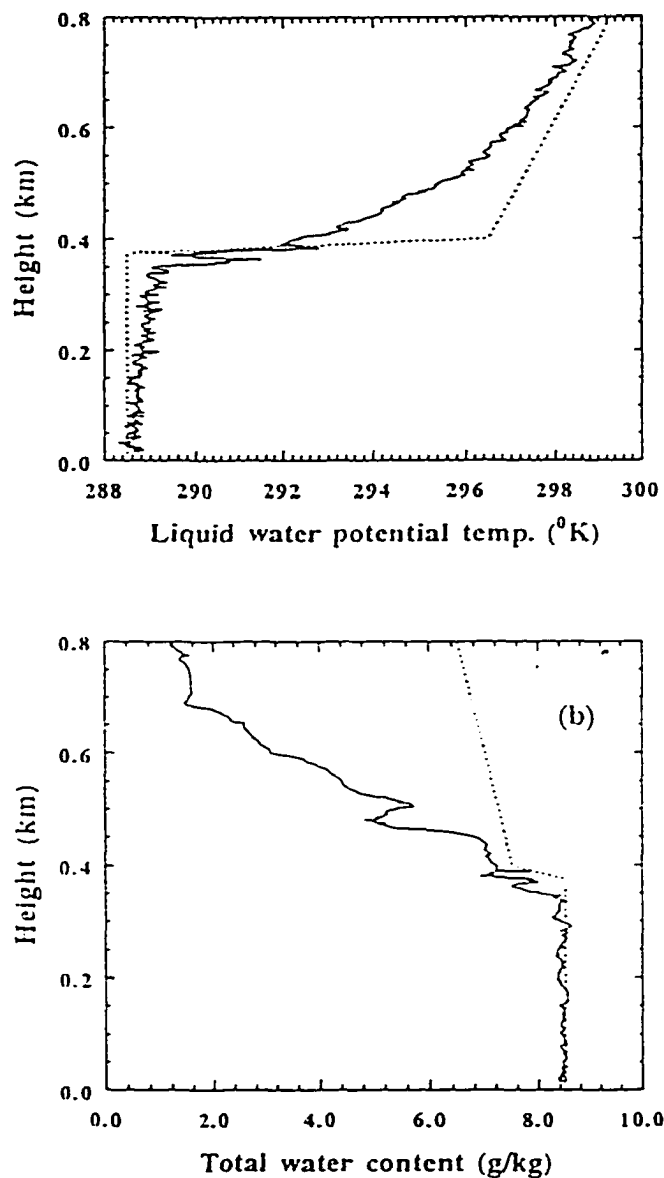 0.8
0.6
0.4
0.2
0.0
Height (km)
288 290 292 294 296 298 300
Liquid water potential temp. (⁰K)
0.8
(b)
0.6
0.4
0.2
0.0
Height (km)
0.0 2.0 4.0 6.0 8.0 10.0
Total water content (g/kg)